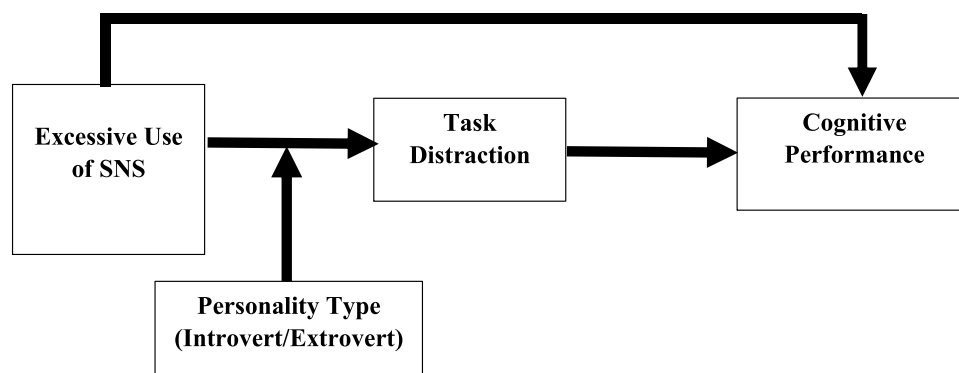 Excessive Use
of SNS
Task
Distraction
Cognitive
Performance
Personality Type
(Introvert/Extrovert)